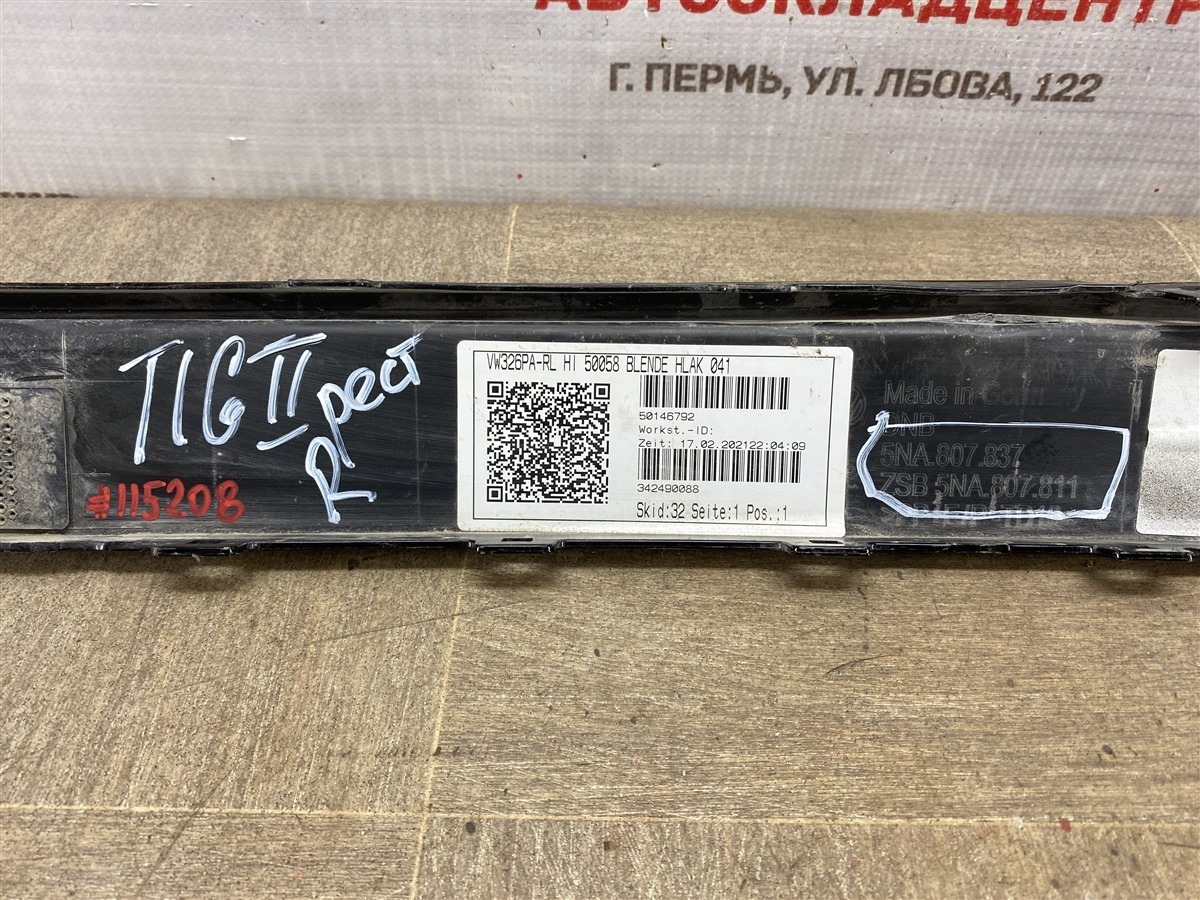 АВТОСКЛАДЦЕНТР
Г. ПЕРМЬ, УЛ. ЛБОВА, 122
TIG II
R рест
#115208
VW326PA-RL HI 50058 BLENDE HLAK 041
50146792
Workst.-ID:
Zeit: 17.02.202122:04:09
342490088
Skid:32 Seite:1 Pos.:1
Made in Germany
DNB
5NA.807.837
ZSB 5NA.807.811